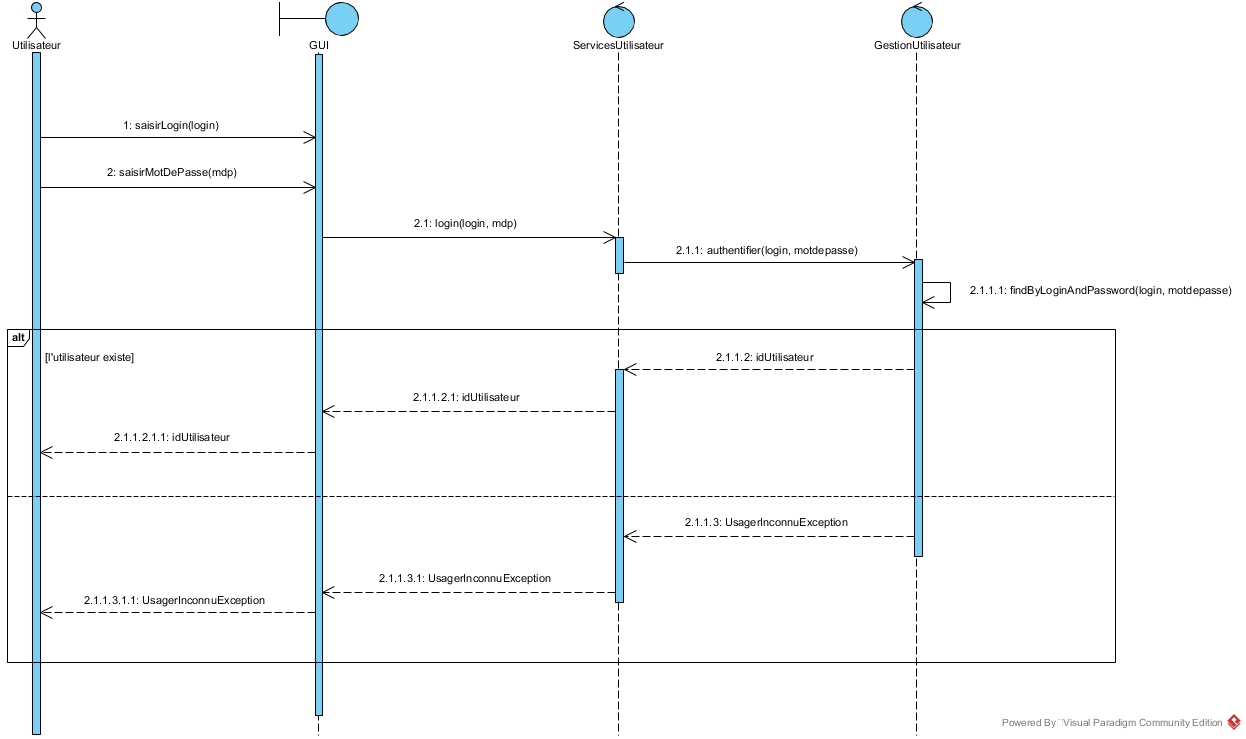 Utilisateur
GUI
ServicesUtilisateur
GestionUtilisateur
1: saisirLogin(login)
2: saisirMotDePasse(mdp)
2.1: login(login, mdp)
2.1.1: authentifier(login, motdepasse)
2.1.1.1: findByLoginAndPassword(login, motdepasse)
alt
[l'utilisateur existe]
2.1.1.2: idUtilisateur
2.1.1.2.1: idUtilisateur
2.1.1.2.1.1: idUtilisateur
2.1.1.3: UsagerInconnuException
2.1.1.3.1: UsagerInconnuException
2.1.1.3.1.1: UsagerInconnuException
Powered By Visual Paradigm Community Edition